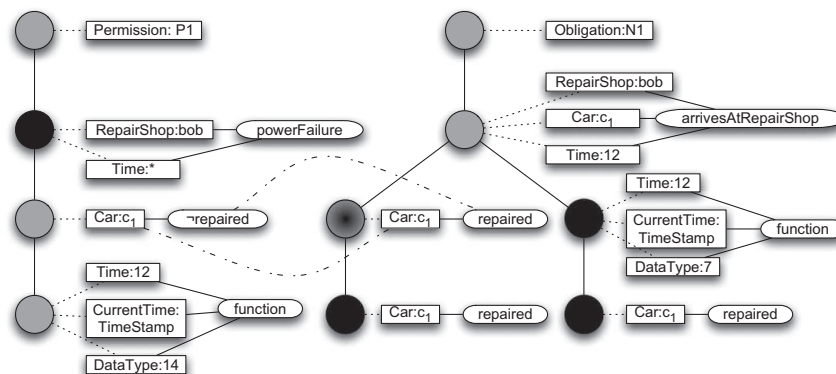 Permission: P1
RepairShop:bob
powerFailure
Time:*
Car:c₁
¬repaired
Time:12
CurrentTime:
TimeStamp
function
DataType:14
Obligation:N1
RepairShop:bob
Car:c₁
arrivesAtRepairShop
Time:12
Car:c₁
repaired
Time:12
CurrentTime:
TimeStamp
function
DataType:7
Car:c₁
repaired
Car:c₁
repaired